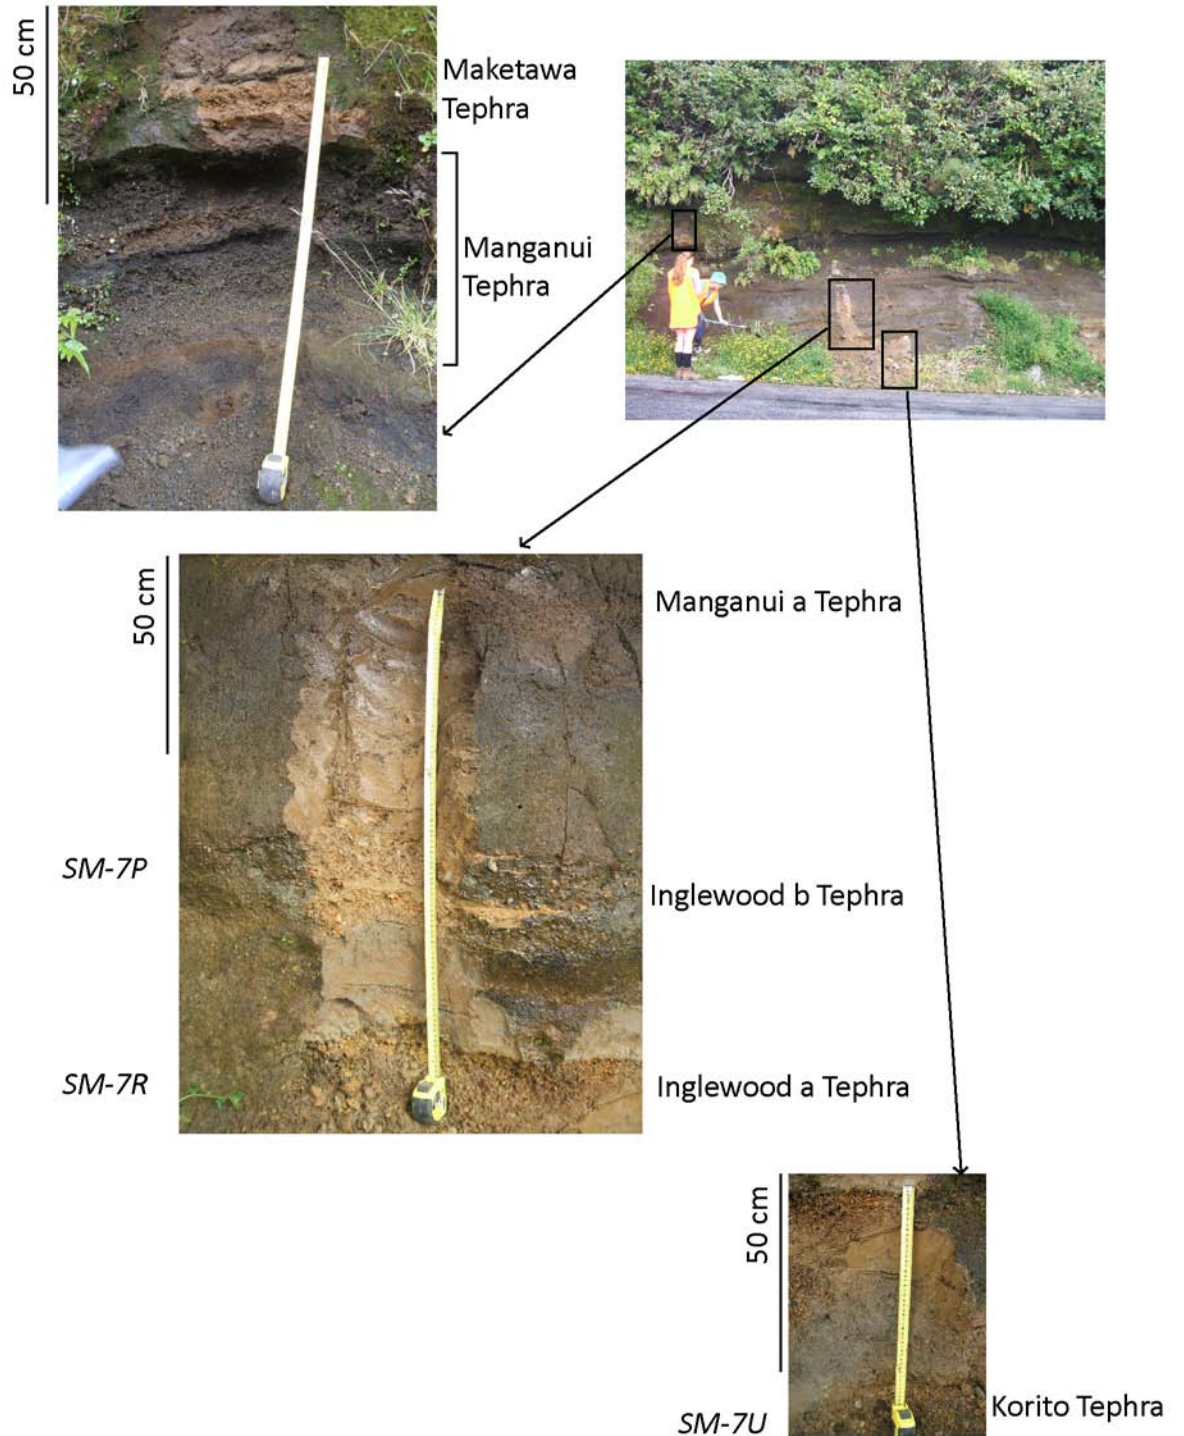 50 cm
Maketawa
Tephra
Manganui
Tephra
50 cm
Manganui a Tephra
SM-7P
Inglewood b Tephra
SM-7R
Inglewood a Tephra
50 cm
SM-7U
Korito Tephra